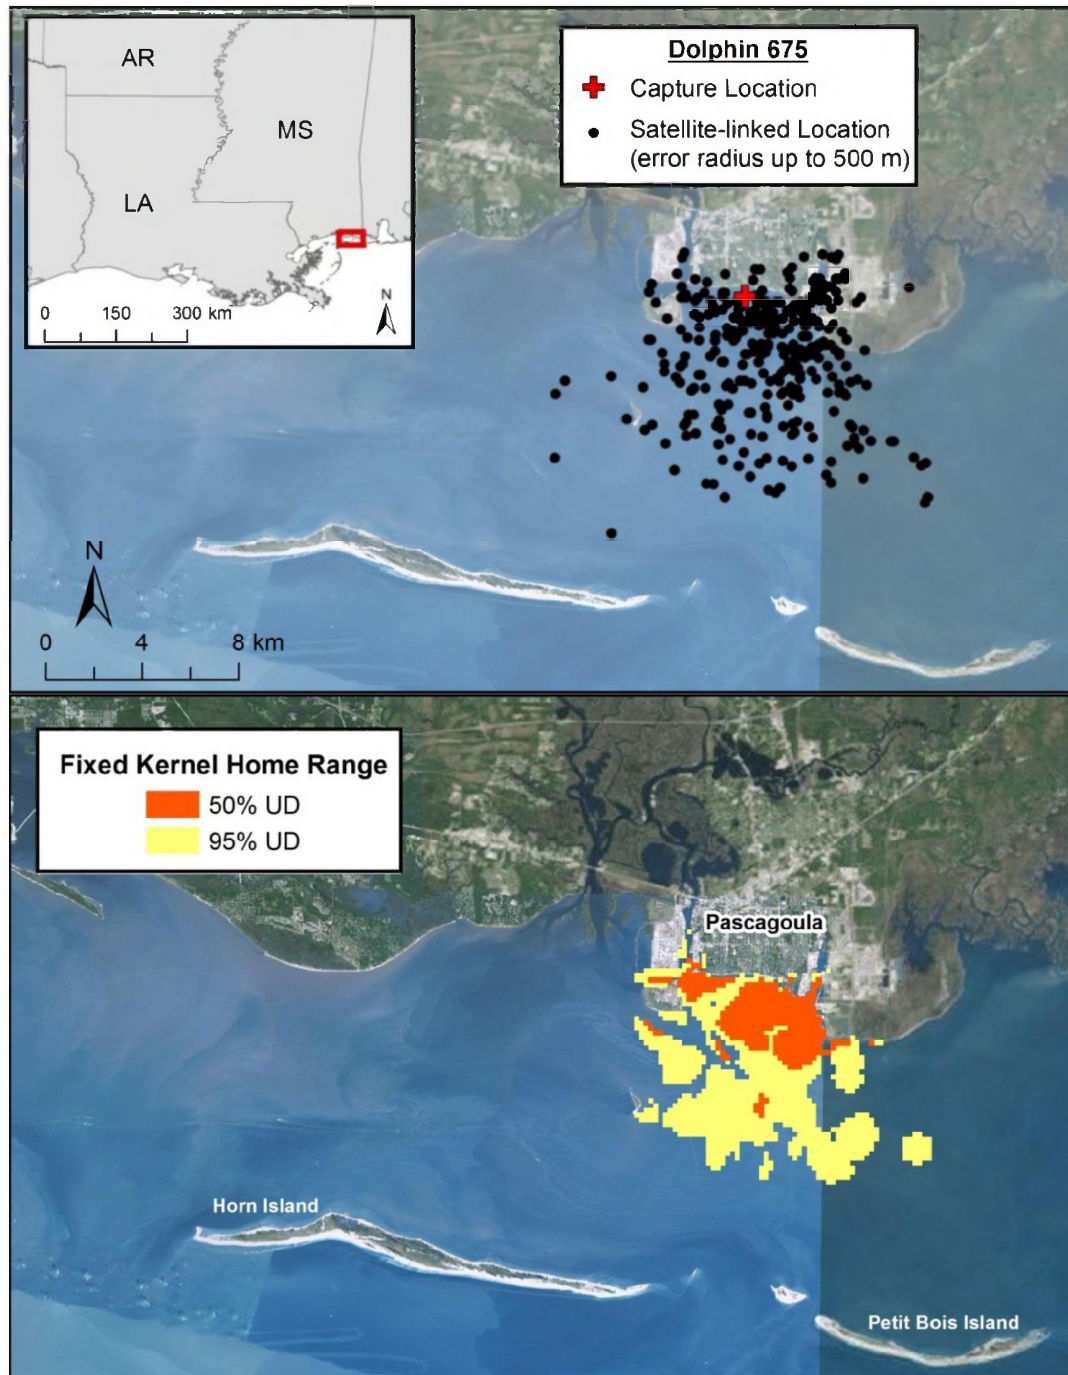 AR
MS
LA
0 150 300 km
N
Dolphin 675
Capture Location
Satellite-linked Location
(error radius up to 500 m)
N
0 4 8 km
Fixed Kernel Home Range
50% UD
95% UD
Pascagoula
Horn Island
Petit Bois Island